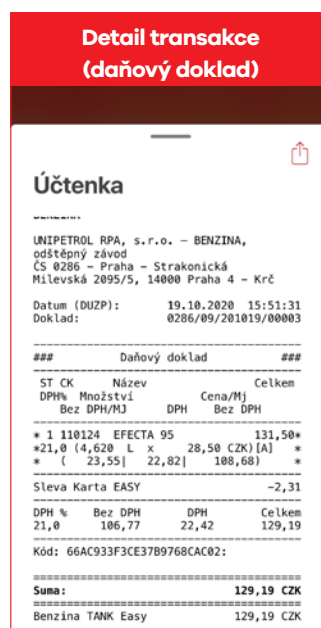 Detail transakce
(daňový doklad)
Účtenka
BENZINA
UNIPETROL RPA, s.r.o. – BENZINA,
odštěpný závod
ČS 0286 – Praha – Strakonická
Milevská 2095/5, 14000 Praha 4 – Krč
Datum (DUZP): 19.10.2020 15:51:31
Doklad: 0286/09/201019/00003
### Daňový doklad ###
ST CK Název Celkem
DPH% Množství Cena/Mj
Bez DPH/MJ DPH Bez DPH
* 1 110124 EFECTA 95 131,50*
*21,0 (4,620 L x 28,50 CZK)[A] *
* ( 23,55| 22,82| 108,68) *
Sleva Karta EASY -2,31
DPH % Bez DPH DPH Celkem
21,0 106,77 22,42 129,19
Kód: 66AC933F3CE37B9768CAC02:
Suma: 129,19 CZK
Benzina TANK Easy 129,19 CZK